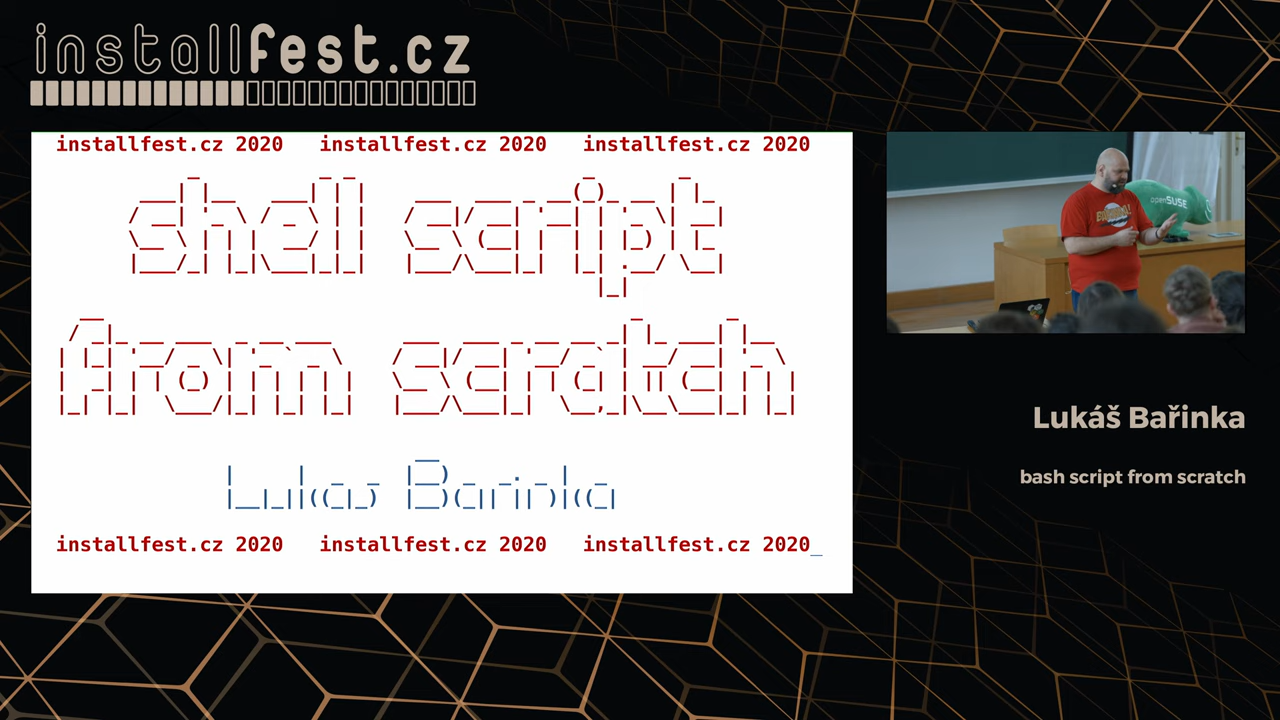 installfest.cz
installfest.cz 2020 installfest.cz 2020 installfest.cz 2020
shell script
from scratch
Lukas Barinka
installfest.cz 2020 installfest.cz 2020 installfest.cz 2020_
openSUSE
Lukáš Bařinka
bash script from scratch